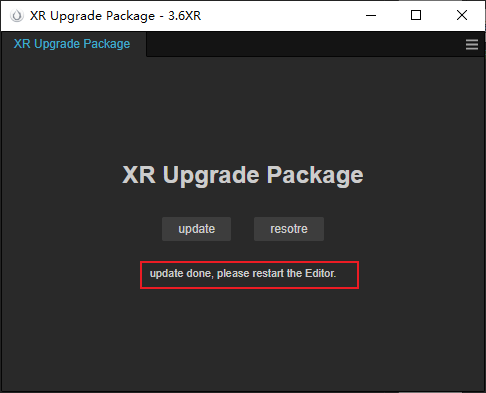 XR Upgrade Package - 3.6XR
XR Upgrade Package
XR Upgrade Package
update
resotre
update done, please restart the Editor.